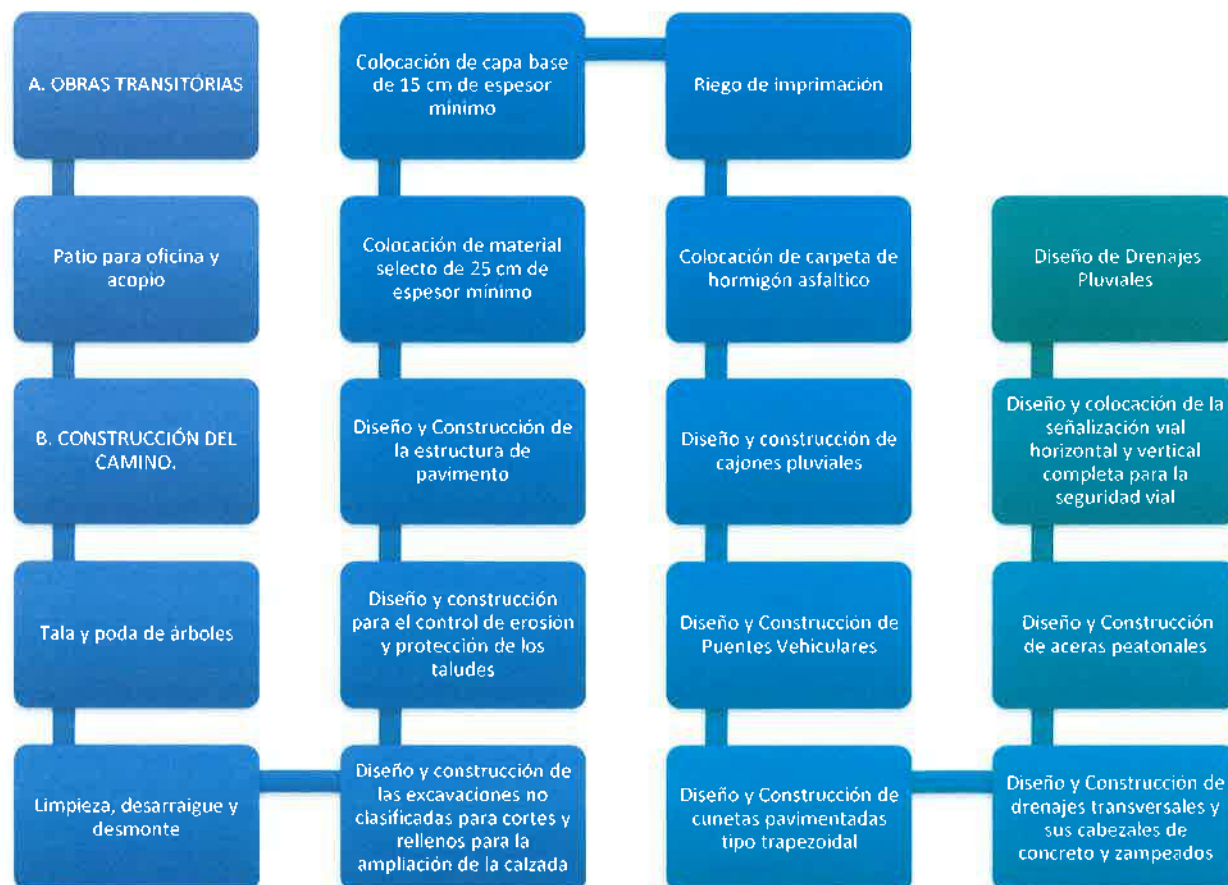 A. OBRAS TRANSITORIAS
Patio para oficina y
acopio
B. CONSTRUCCIÓN DEL
CAMINO.
Tala y poda de árboles
Limpieza, desarraigue y
desmonte
Diseño y construcción de
las excavaciones no
clasificadas para cortes y
rellenos para la
ampliación de la calzada
Diseño y construcción
para el control de erosión
y protección de los
taludes
Diseño y Construcción de
la estructura de
pavimento
Colocación de material
selecto de 25 cm de
espesor mínimo
Colocación de capa base
de 15 cm de espesor
mínimo
Riego de imprimación
Colocación de carpeta de
hormigón asfaltico
Diseño y construcción de
cajones pluviales
Diseño y Construcción de
Puentes Vehiculares
Diseño y Construcción de
cunetas pavimentadas
tipo trapezoidal
Diseño y Construcción de
drenajes transversales y
sus cabezales de
concreto y zampeados
Diseño y Construcción
de aceras peatonales
Diseño y colocación de la
señalización vial
horizontal y vertical
completa para la
seguridad vial
Diseño de Drenajes
Pluviales